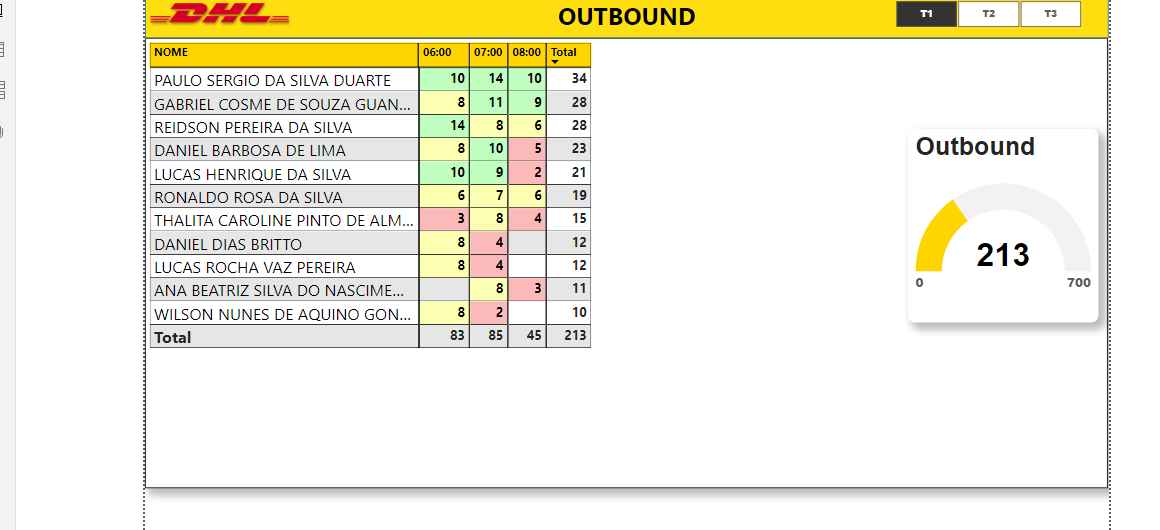 DHL
OUTBOUND
T1 T2 T3
NOME 06:00 07:00 08:00 Total
PAULO SERGIO DA SILVA DUARTE 10 14 10 34
GABRIEL COSME DE SOUZA GUAN... 8 11 9 28
REIDSON PEREIRA DA SILVA 14 8 6 28
DANIEL BARBOSA DE LIMA 8 10 5 23
LUCAS HENRIQUE DA SILVA 10 9 2 21
RONALDO ROSA DA SILVA 6 7 6 19
THALITA CAROLINE PINTO DE ALM... 3 8 4 15
DANIEL DIAS BRITTO 8 4 12
LUCAS ROCHA VAZ PEREIRA 8 4 12
ANA BEATRIZ SILVA DO NASCIME... 8 3 11
WILSON NUNES DE AQUINO GON... 8 2 10
Total 83 85 45 213
Outbound
213
0 700